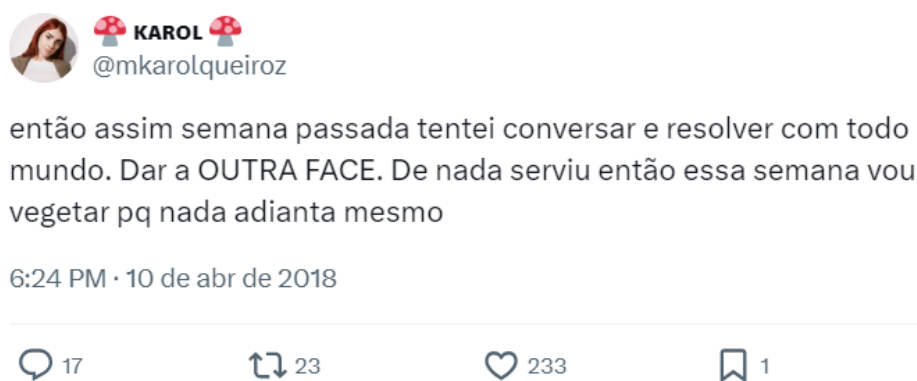 🍄 KAROL 🍄
@mkarolqueiroz
então assim semana passada tentei conversar e resolver com todo
mundo. Dar a OUTRA FACE. De nada serviu então essa semana vou
vegetar pq nada adianta mesmo
6:24 PM · 10 de abr de 2018
17 23 233 1